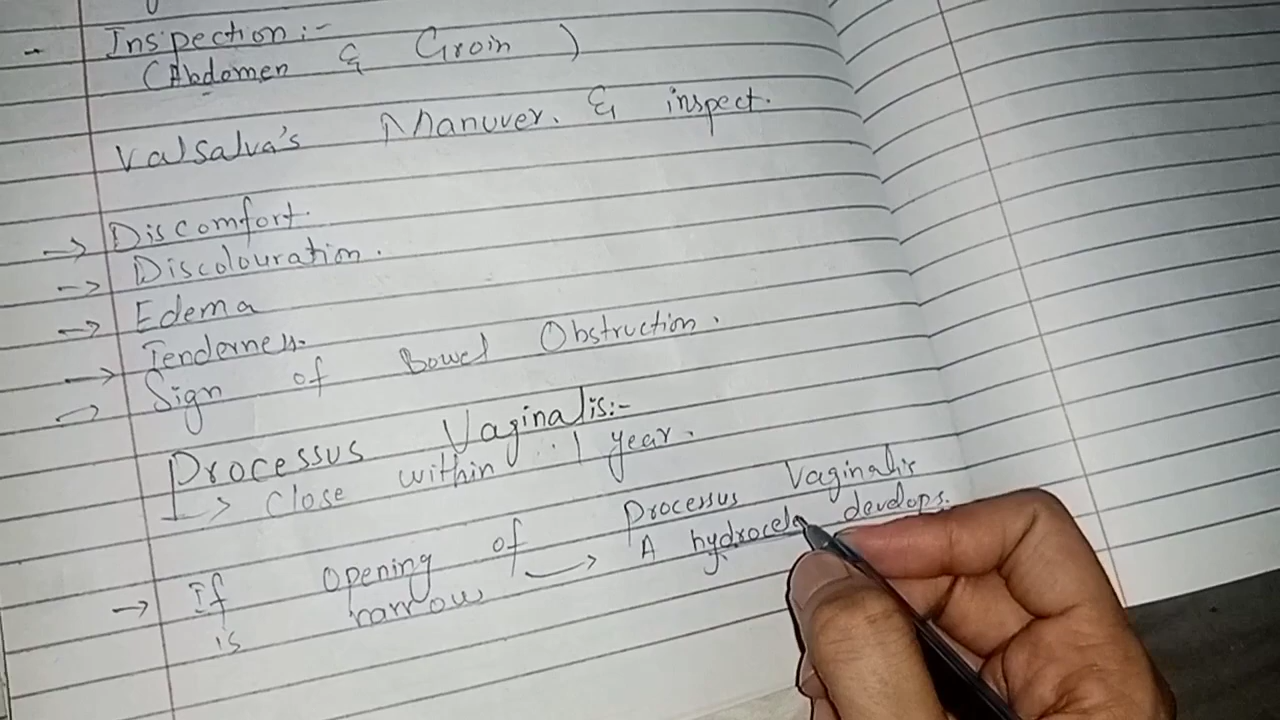 - Inspection :-
(Abdomen & Groin )
Valsalva's Manuver. & inspect.
-> Discomfort.
-> Discolouration.
-> Edema
-> Tenderness.
-> Sign of Bowel Obstruction.
Processus Vaginalis:-
-> Close within 1 year.
-> If opening of Processus Vaginalis
is narrow -> A hydrocele develops.